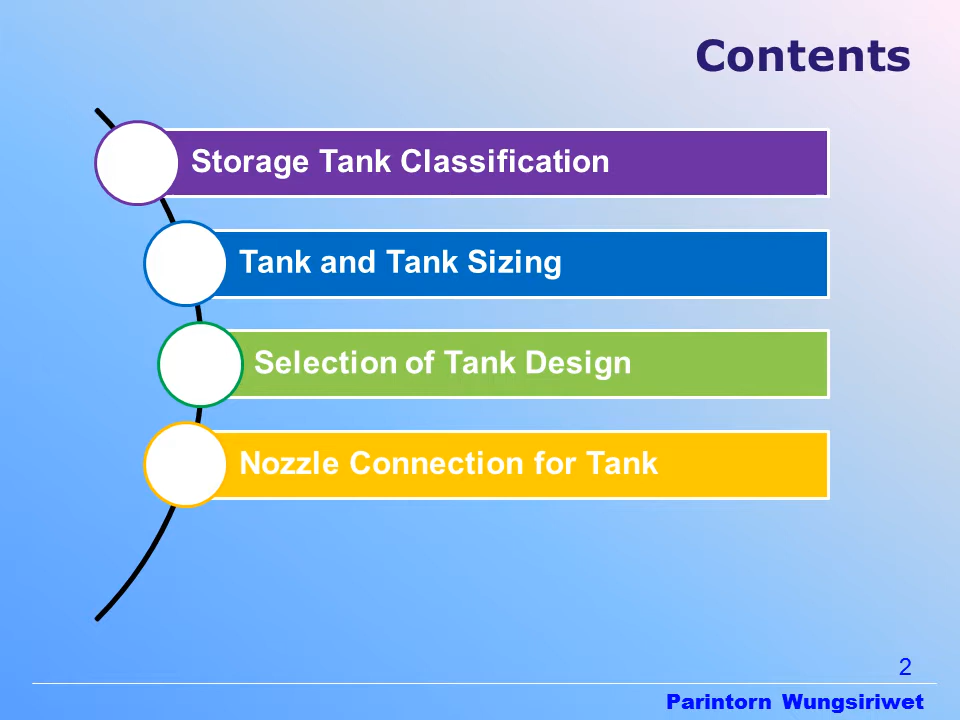 Contents
Storage Tank Classification
Tank and Tank Sizing
Selection of Tank Design
Nozzle Connection for Tank
2
Parintorn Wungsiriwet